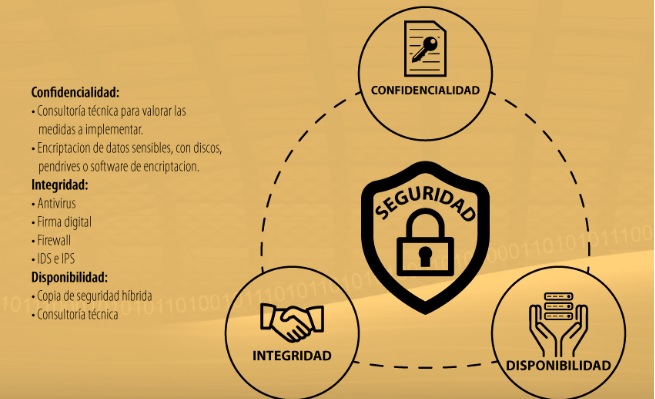 Confidencialidad:
• Consultoría técnica para valorar las
medidas a implementar.
• Encriptacion de datos sensibles, con discos,
pendrives o software de encriptacion.
Integridad:
• Antivirus
• Firma digital
• Firewall
• IDS e IPS
Disponibilidad:
• Copia de seguridad híbrida
• Consultoría técnica
CONFIDENCIALIDAD
SEGURIDAD
INTEGRIDAD
DISPONIBILIDAD